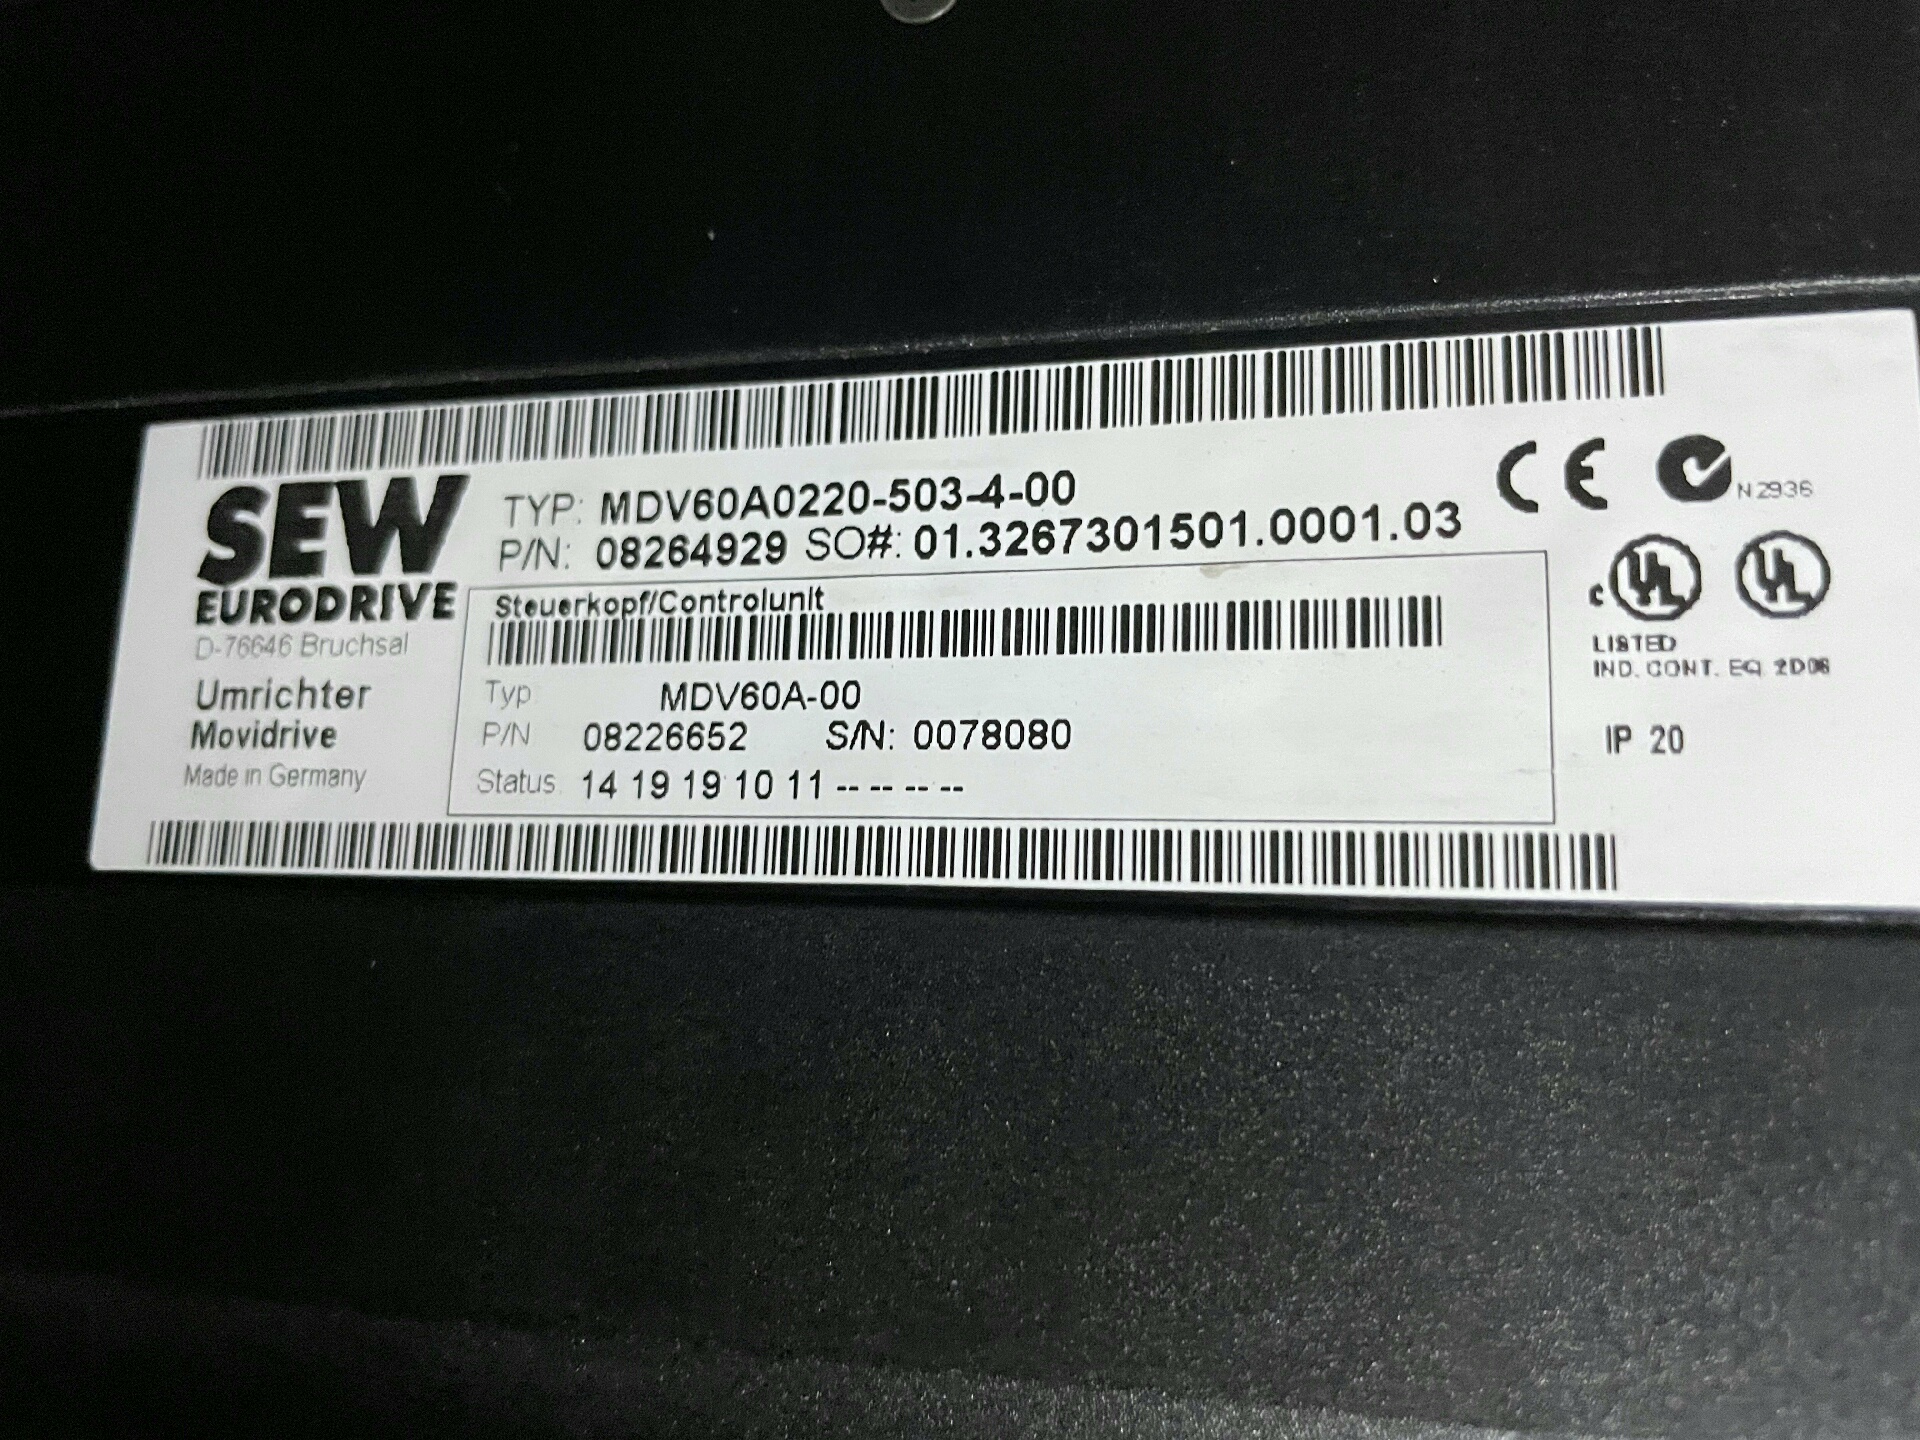 SEW
EURODRIVE
D-76646 Bruchsal
Umrichter
Movidrive
Made in Germany
TYP: MDV60A0220-503-4-00
P/N: 08264929 SO#: 01.3267301501.0001.03
Steuerkopf/Controlunit
Typ MDV60A-00
P/N 08226652 S/N: 0078080
Status: 14 19 19 10 11 -- -- -- --
CE N2936
c UL UL
LISTED
IND. CONT. EQ. 2D06
IP 20